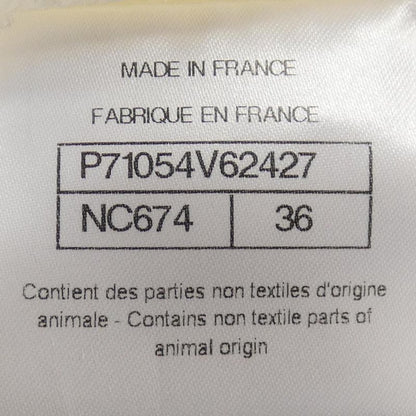 MADE IN FRANCE
FABRIQUE EN FRANCE
P71054V62427
NC674 36
Contient des parties non textiles d'origine
animale - Contains non textile parts of
animal origin